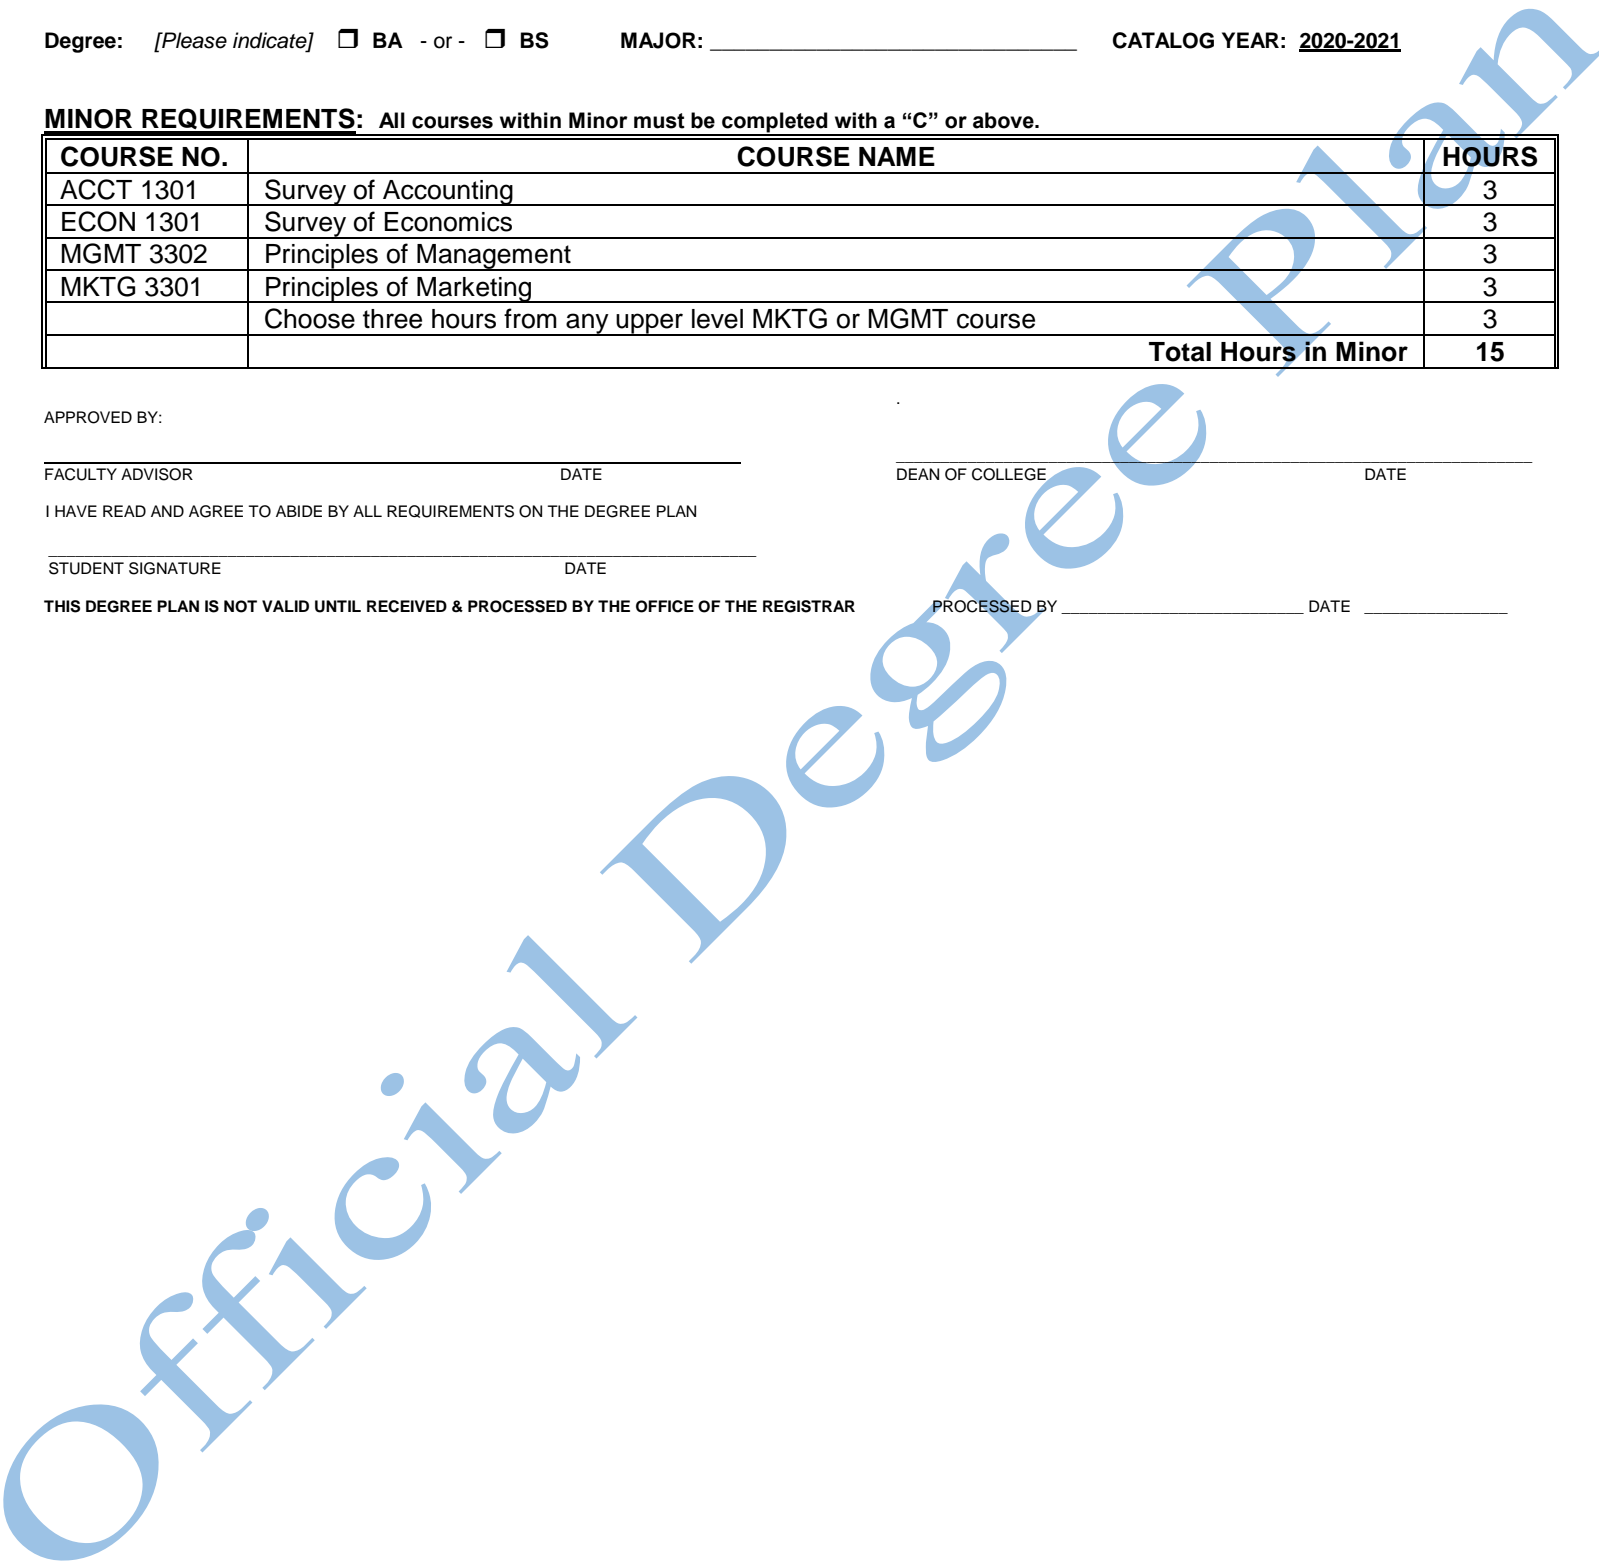 Degree: [Please indicate] ❒ BA - or - ❒ BS MAJOR: ______________________________ CATALOG YEAR: 2020-2021
MINOR REQUIREMENTS: All courses within Minor must be completed with a “C” or above.
COURSE NO. COURSE NAME HOURS
ACCT 1301 Survey of Accounting 3
ECON 1301 Survey of Economics 3
MGMT 3302 Principles of Management 3
MKTG 3301 Principles of Marketing 3
Choose three hours from any upper level MKTG or MGMT course 3
Total Hours in Minor 15
.
APPROVED BY:
FACULTY ADVISOR DATE DEAN OF COLLEGE DATE
I HAVE READ AND AGREE TO ABIDE BY ALL REQUIREMENTS ON THE DEGREE PLAN
STUDENT SIGNATURE DATE
THIS DEGREE PLAN IS NOT VALID UNTIL RECEIVED & PROCESSED BY THE OFFICE OF THE REGISTRAR PROCESSED BY ___________________________ DATE ________________
Official Degree Plan